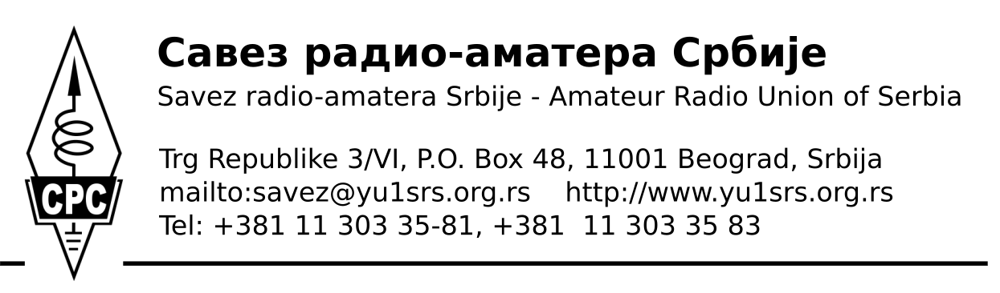 Савез радио-аматера Србије
Savez radio-amatera Srbije - Amateur Radio Union of Serbia
Trg Republike 3/VI, P.O. Box 48, 11001 Beograd, Srbija
mailto:savez@yu1srs.org.rs http://www.yu1srs.org.rs
Tel: +381 11 303 35-81, +381 11 303 35 83
СРС